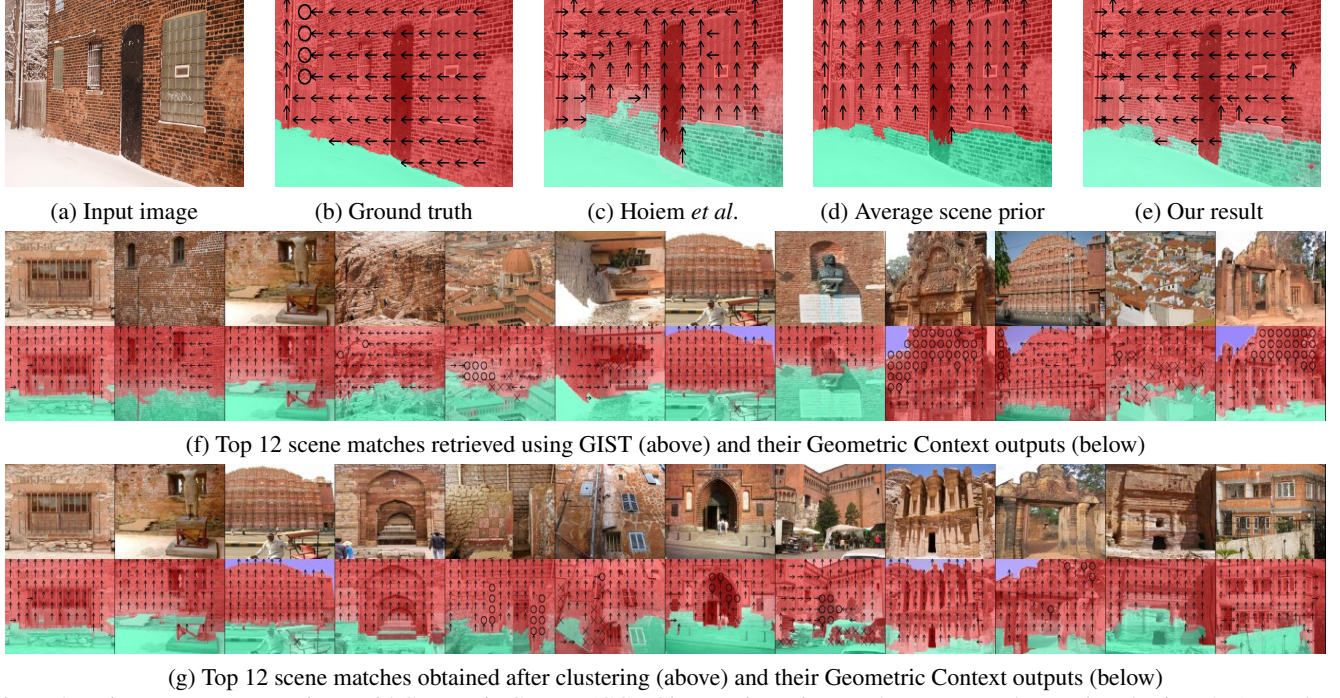 (a) Input image
(b) Ground truth
(c) Hoiem et al.
(d) Average scene prior
(e) Our result
(f) Top 12 scene matches retrieved using GIST (above) and their Geometric Context outputs (below)
(g) Top 12 scene matches obtained after clustering (above) and their Geometric Context outputs (below)